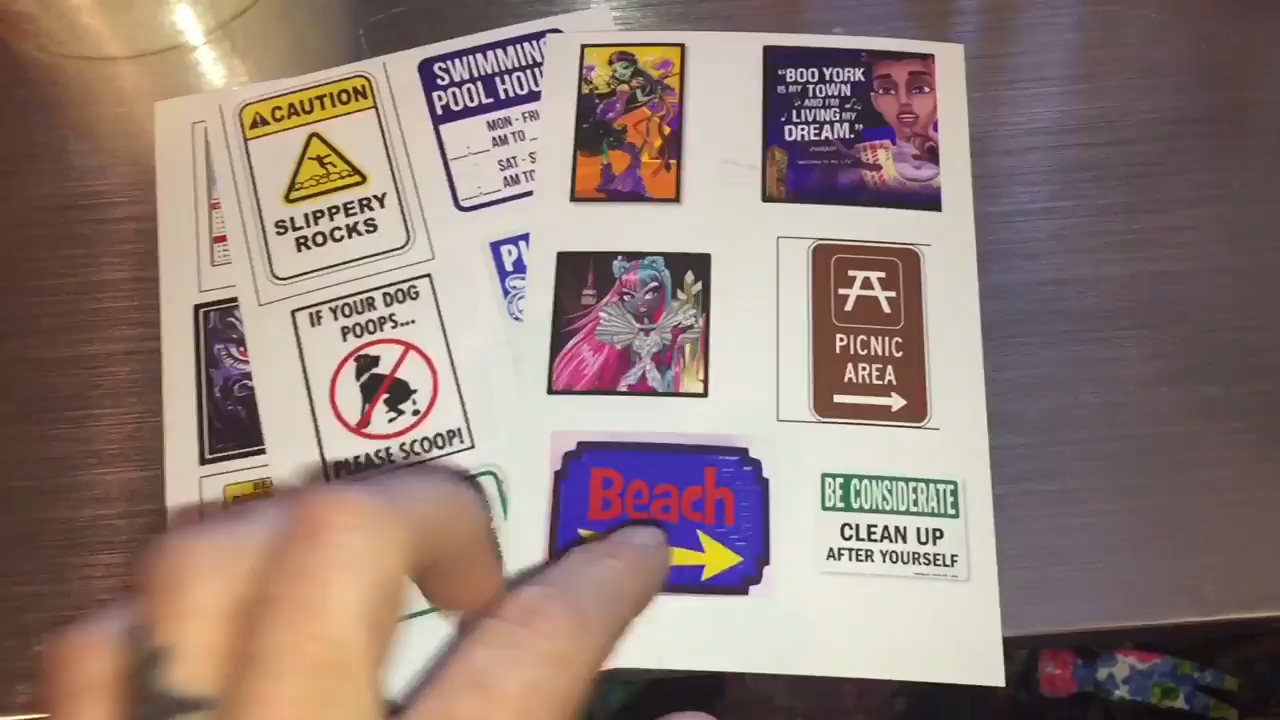 CAUTION
SLIPPERY
ROCKS
SWIMMING
POOL
MON - FRI
AM TO
SAT -
AM TO
IF YOUR DOG
POOPS...
PLEASE SCOOP!
"BOO YORK
IS MY TOWN
AND I'M
LIVING MY
DREAM."
PICNIC
AREA
Beach
BE CONSIDERATE
CLEAN UP
AFTER YOURSELF